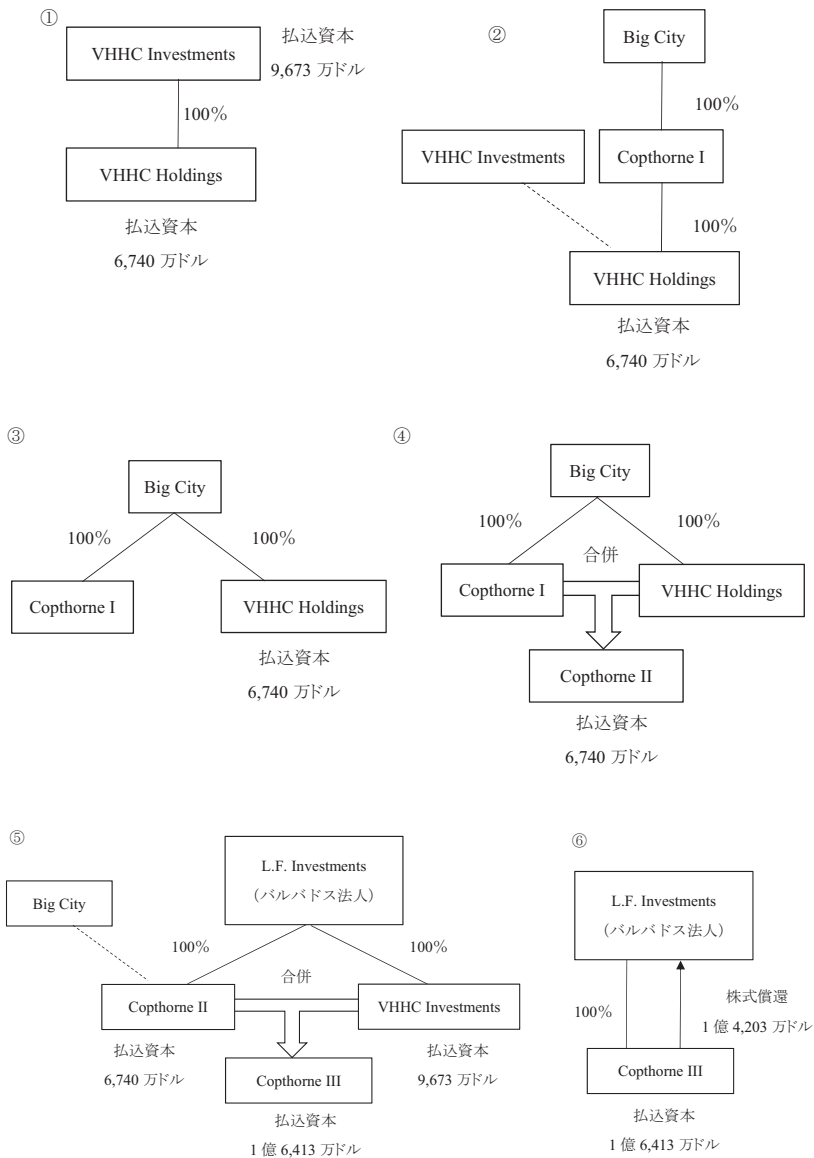 ①
VHHC Investments
払込資本
9,673 万ドル
100%
VHHC Holdings
払込資本
6,740 万ドル
②
Big City
100%
VHHC Investments
Copthorne I
100%
VHHC Holdings
払込資本
6,740 万ドル
③
Big City
100%
100%
Copthorne I
VHHC Holdings
払込資本
6,740 万ドル
④
Big City
100%
100%
合併
Copthorne I
VHHC Holdings
Copthorne II
払込資本
6,740 万ドル
⑤
L.F. Investments
（バルバドス法人）
Big City
100%
100%
合併
Copthorne II
VHHC Investments
払込資本
6,740 万ドル
払込資本
9,673 万ドル
Copthorne III
払込資本
1 億 6,413 万ドル
⑥
L.F. Investments
（バルバドス法人）
100%
株式償還
1 億 4,203 万ドル
Copthorne III
払込資本
1 億 6,413 万ドル